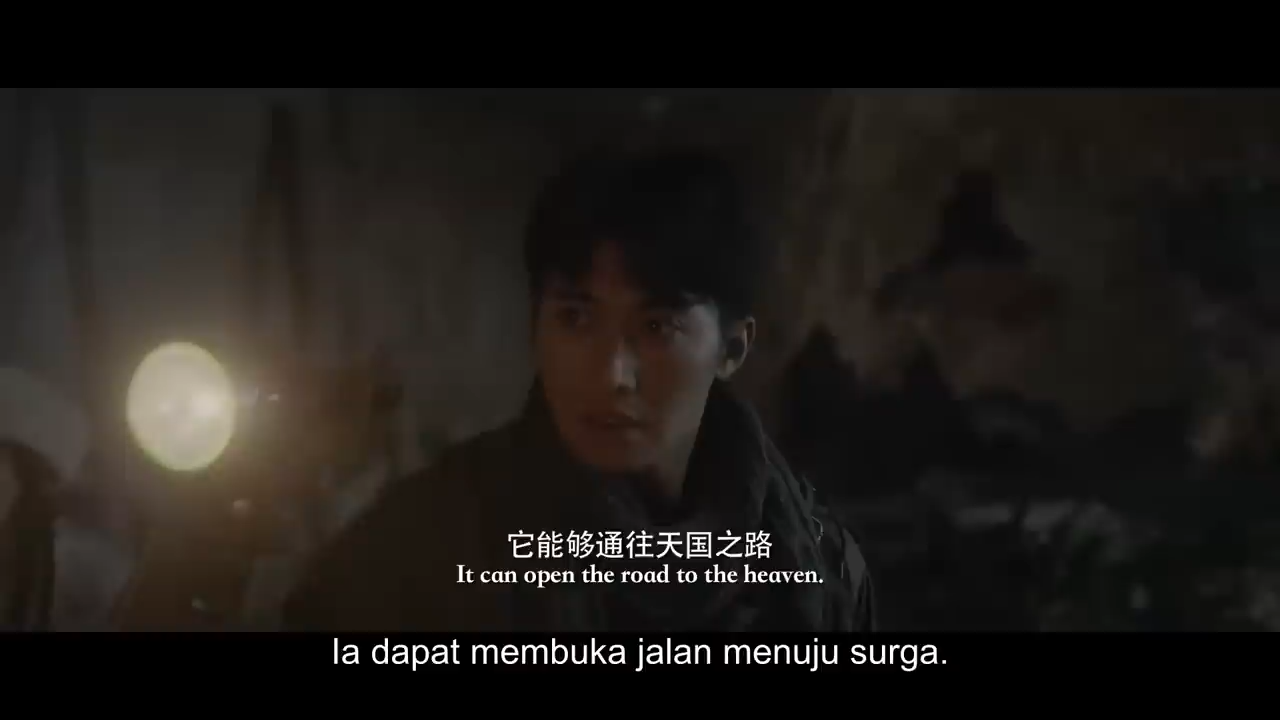 它能够通往天国之路
It can open the road to the heaven.
Ia dapat membuka jalan menuju surga.